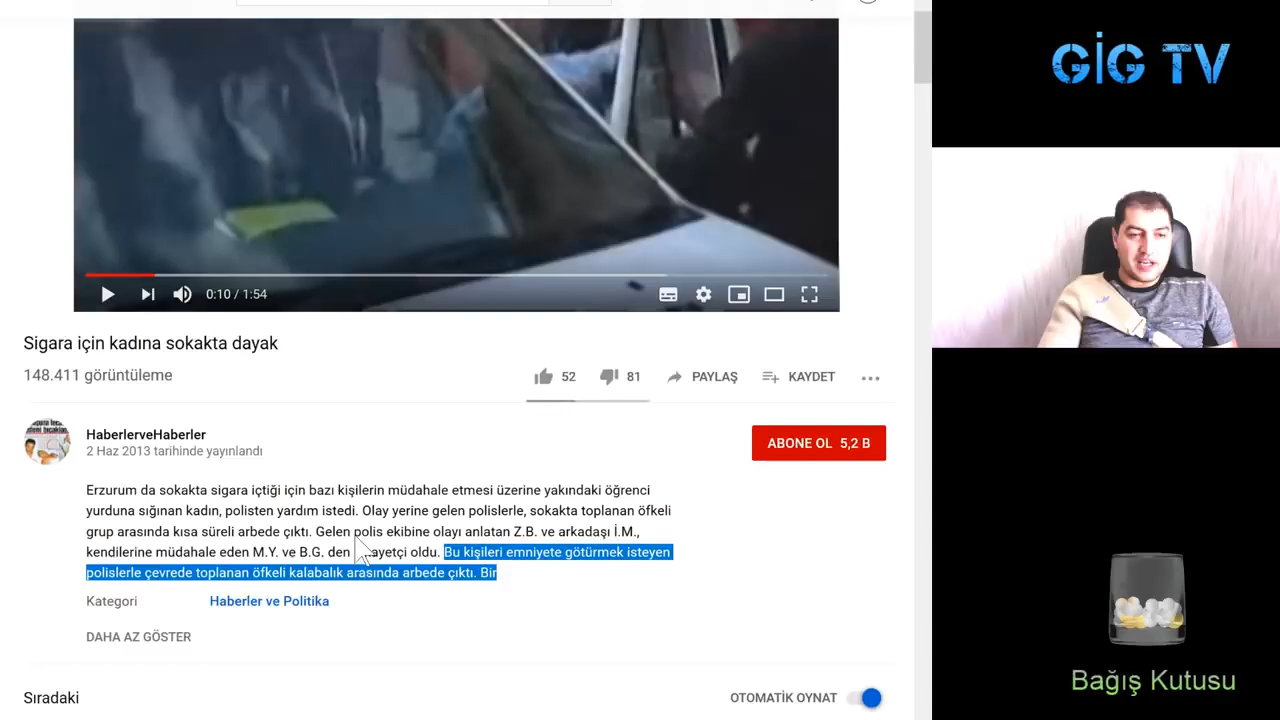 GİG TV
0:10 / 1:54
Sigara için kadına sokakta dayak
148.411 görüntüleme
52
81
PAYLAŞ
KAYDET
HaberlerveHaberler
2 Haz 2013 tarihinde yayınlandı
ABONE OL 5,2 B
Erzurum da sokakta sigara içtiği için bazı kişilerin müdahale etmesi üzerine yakındaki öğrenci
yurduna sığınan kadın, polisten yardım istedi. Olay yerine gelen polislerle, sokakta toplanan öfkeli
grup arasında kısa süreli arbede çıktı. Gelen polis ekibine olayı anlatan Z.B. ve arkadaşı İ.M.,
kendilerine müdahale eden M.Y. ve B.G. den ayetçi oldu. Bu kişileri emniyete götürmek isteyen
polislerle çevrede toplanan öfkeli kalabalık arasında arbede çıktı. Bir
Kategori Haberler ve Politika
DAHA AZ GÖSTER
Sıradaki
OTOMATİK OYNAT
Bağış Kutusu